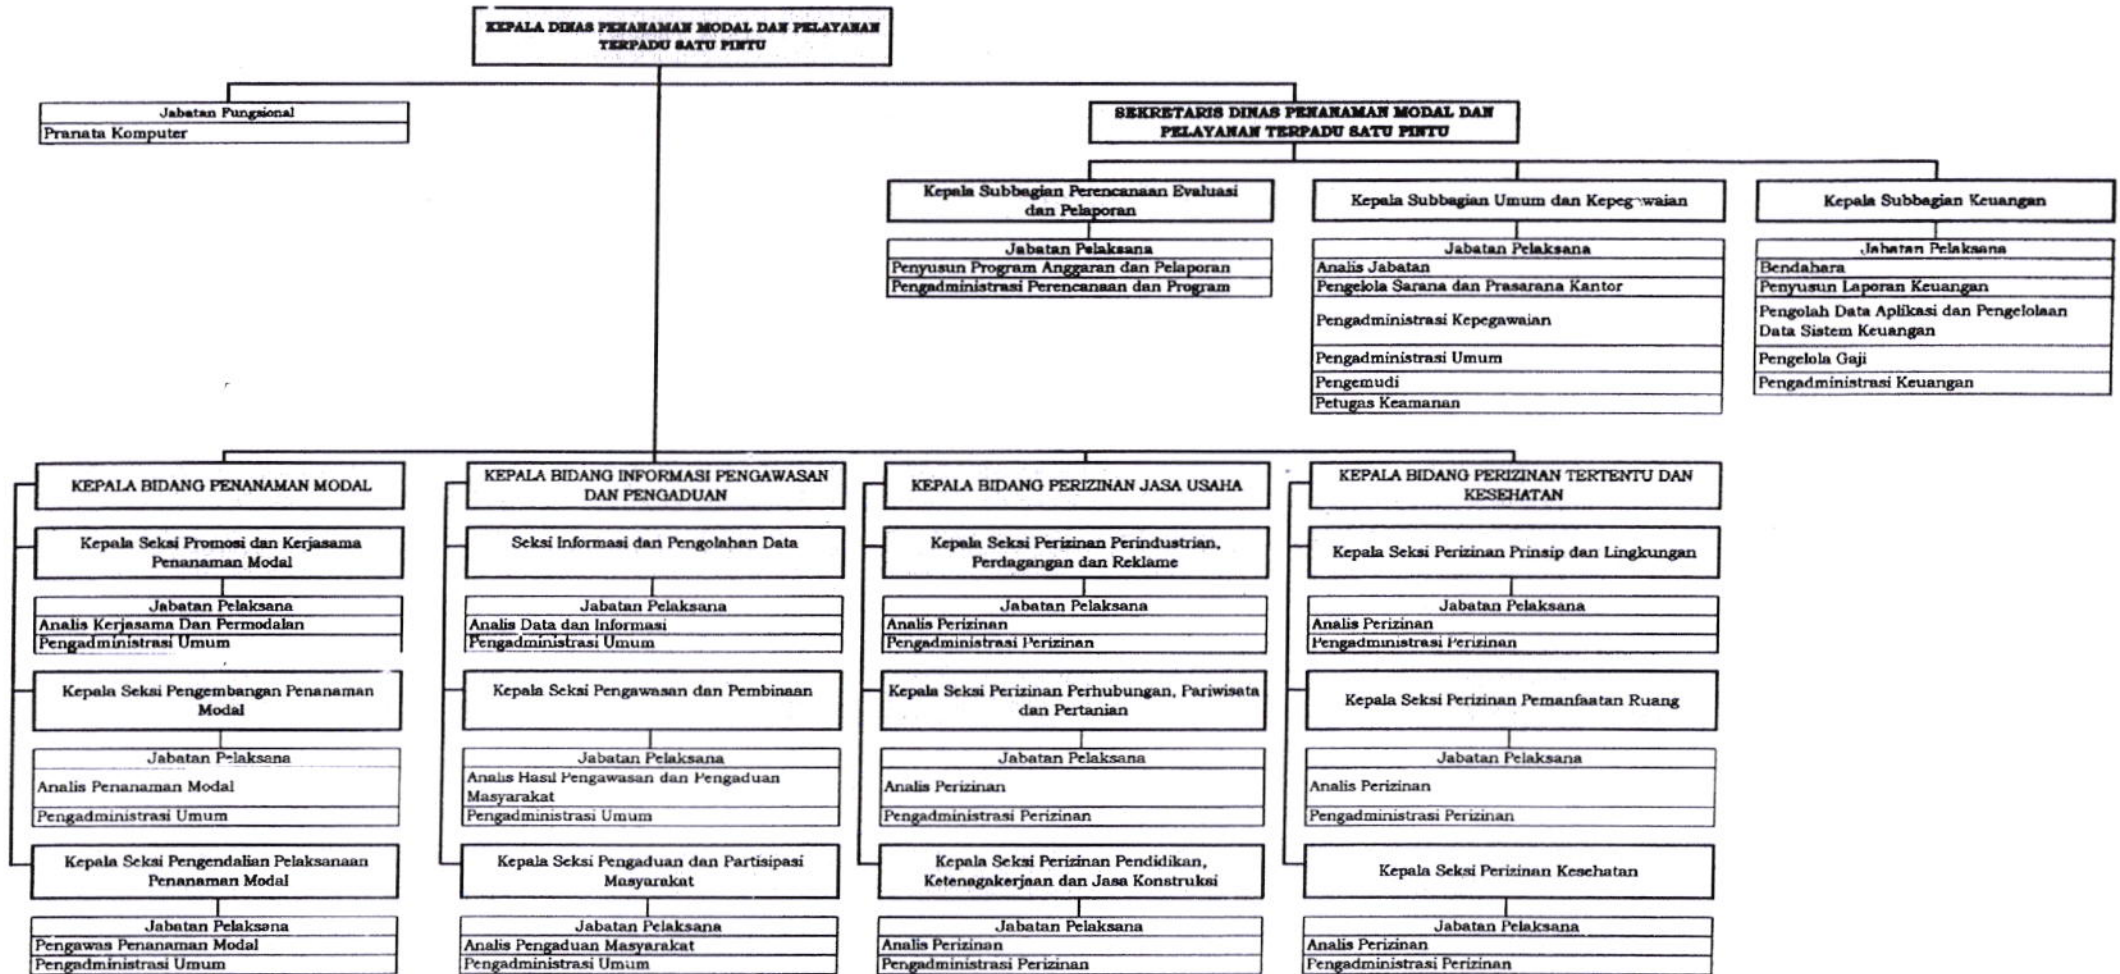 KEPALA DINAS PENANAMAN MODAL DAN PELAYANAN
TERPADU SATU PINTU
Jabatan Fungsional
Pranata Komputer
SEKRETARIS DINAS PENANAMAN MODAL DAN
PELAYANAN TERPADU SATU PINTU
Kepala Subbagian Perencanaan Evaluasi
dan Pelaporan
Jabatan Pelaksana
Penyusun Program Anggaran dan Pelaporan
Pengadministrasi Perencanaan dan Program
Kepala Subbagian Umum dan Kepegawaian
Jabatan Pelaksana
Analis Jabatan
Pengelola Sarana dan Prasarana Kantor
Pengadministrasi Kepegawaian
Pengadministrasi Umum
Pengemudi
Petugas Keamanan
Kepala Subbagian Keuangan
Jabatan Pelaksana
Bendahara
Penyusun Laporan Keuangan
Pengolah Data Aplikasi dan Pengelolaan
Data Sistem Keuangan
Pengelola Gaji
Pengadministrasi Keuangan
KEPALA BIDANG PENANAMAN MODAL
Kepala Seksi Promosi dan Kerjasama
Penanaman Modal
Jabatan Pelaksana
Analis Kerjasama Dan Permodalan
Pengadministrasi Umum
Kepala Seksi Pengembangan Penanaman
Modal
Jabatan Pelaksana
Analis Penanaman Modal
Pengadministrasi Umum
Kepala Seksi Pengendalian Pelaksanaan
Penanaman Modal
Jabatan Pelaksana
Pengawas Penanaman Modal
Pengadministrasi Umum
KEPALA BIDANG INFORMASI PENGAWASAN
DAN PENGADUAN
Seksi Informasi dan Pengolahan Data
Jabatan Pelaksana
Analis Data dan Informasi
Pengadministrasi Umum
Kepala Seksi Pengawasan dan Pembinaan
Jabatan Pelaksana
Analis Hasil Pengawasan dan Pengaduan
Masyarakat
Pengadministrasi Umum
Kepala Seksi Pengaduan dan Partisipasi
Masyarakat
Jabatan Pelaksana
Analis Pengaduan Masyarakat
Pengadministrasi Umum
KEPALA BIDANG PERIZINAN JASA USAHA
Kepala Seksi Perizinan Perindustrian,
Perdagangan dan Reklame
Jabatan Pelaksana
Analis Perizinan
Pengadministrasi Perizinan
Kepala Seksi Perizinan Perhubungan, Pariwisata
dan Pertanian
Jabatan Pelaksana
Analis Perizinan
Pengadministrasi Perizinan
Kepala Seksi Perizinan Pendidikan,
Ketenagakerjaan dan Jasa Konstruksi
Jabatan Pelaksana
Analis Perizinan
Pengadministrasi Perizinan
KEPALA BIDANG PERIZINAN TERTENTU DAN
KESEHATAN
Kepala Seksi Perizinan Prinsip dan Lingkungan
Jabatan Pelaksana
Analis Perizinan
Pengadministrasi Perizinan
Kepala Seksi Perizinan Pemanfaatan Ruang
Jabatan Pelaksana
Analis Perizinan
Pengadministrasi Perizinan
Kepala Seksi Perizinan Kesehatan
Jabatan Pelaksana
Analis Perizinan
Pengadministrasi Perizinan